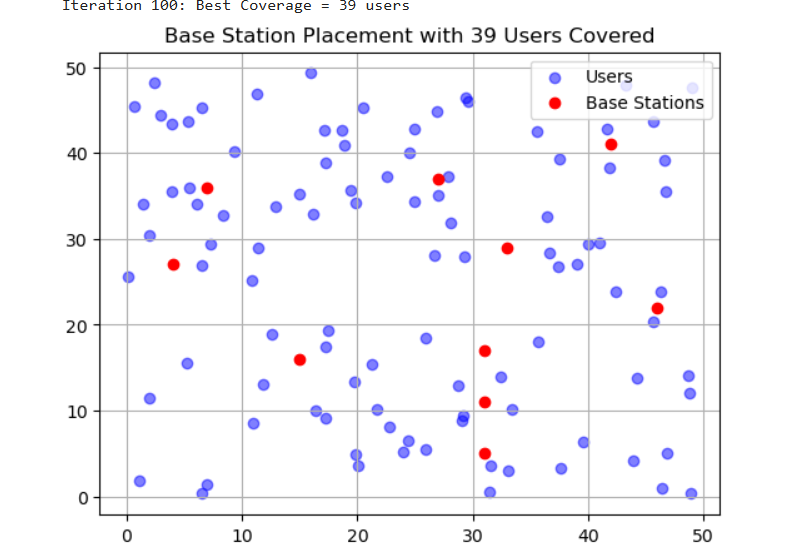 Iteration 100: Best Coverage = 39 users
Base Station Placement with 39 Users Covered
Users
Base Stations
50
40
30
20
10
0
0 10 20 30 40 50